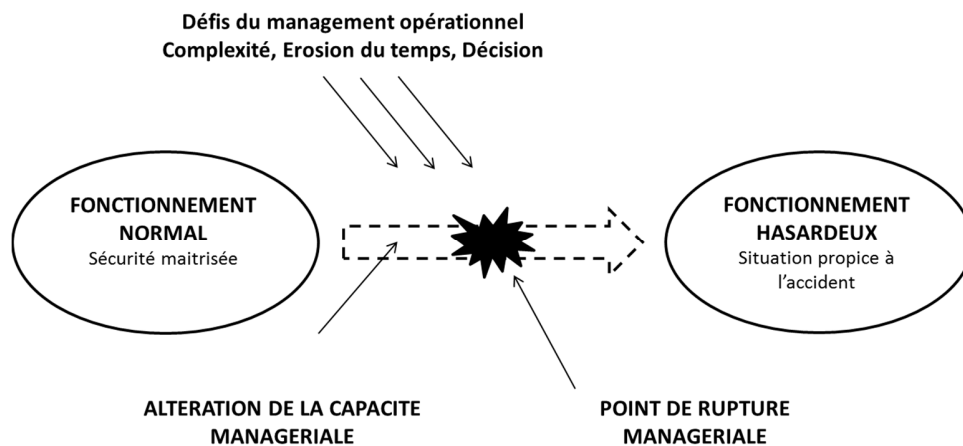 Défis du management opérationnel
Complexité, Erosion du temps, Décision
FONCTIONNEMENT
NORMAL
Sécurité maitrisée
FONCTIONNEMENT
HASARDEUX
Situation propice à
l’accident
ALTERATION DE LA CAPACITE
MANAGERIALE
POINT DE RUPTURE
MANAGERIALE